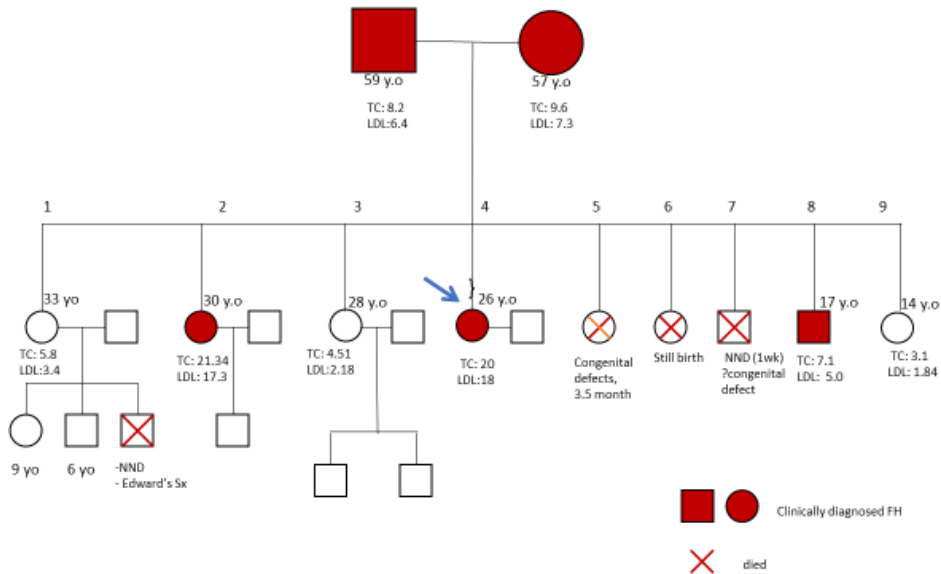 59 y.o
57 y.o
TC: 8.2
LDL:6.4
TC: 9.6
LDL: 7.3
1 2 3 4 5 6 7 8 9
33 yo
30 y.o
28 y.o
26 y.o
17 y.o
14 y.o
TC: 5.8
LDL:3.4
TC: 21.34
LDL: 17.3
TC: 4.51
LDL:2.18
TC: 20
LDL:18
Congenital
defects,
3.5 month
Still birth
NND (1wk)
?congenital
defect
TC: 7.1
LDL: 5.0
TC: 3.1
LDL: 1.84
9 yo
6 yo
-NND
- Edward's Sx
Clinically diagnosed FH
died